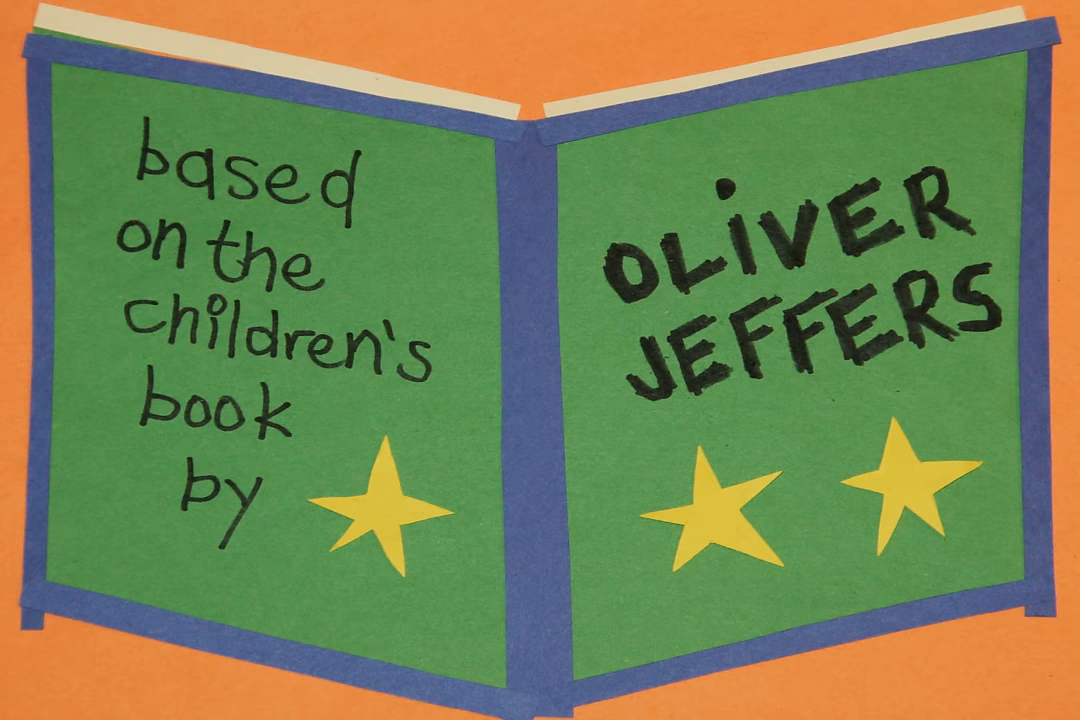 based
on the
children's
book
by
OLiVER
JEFFERS